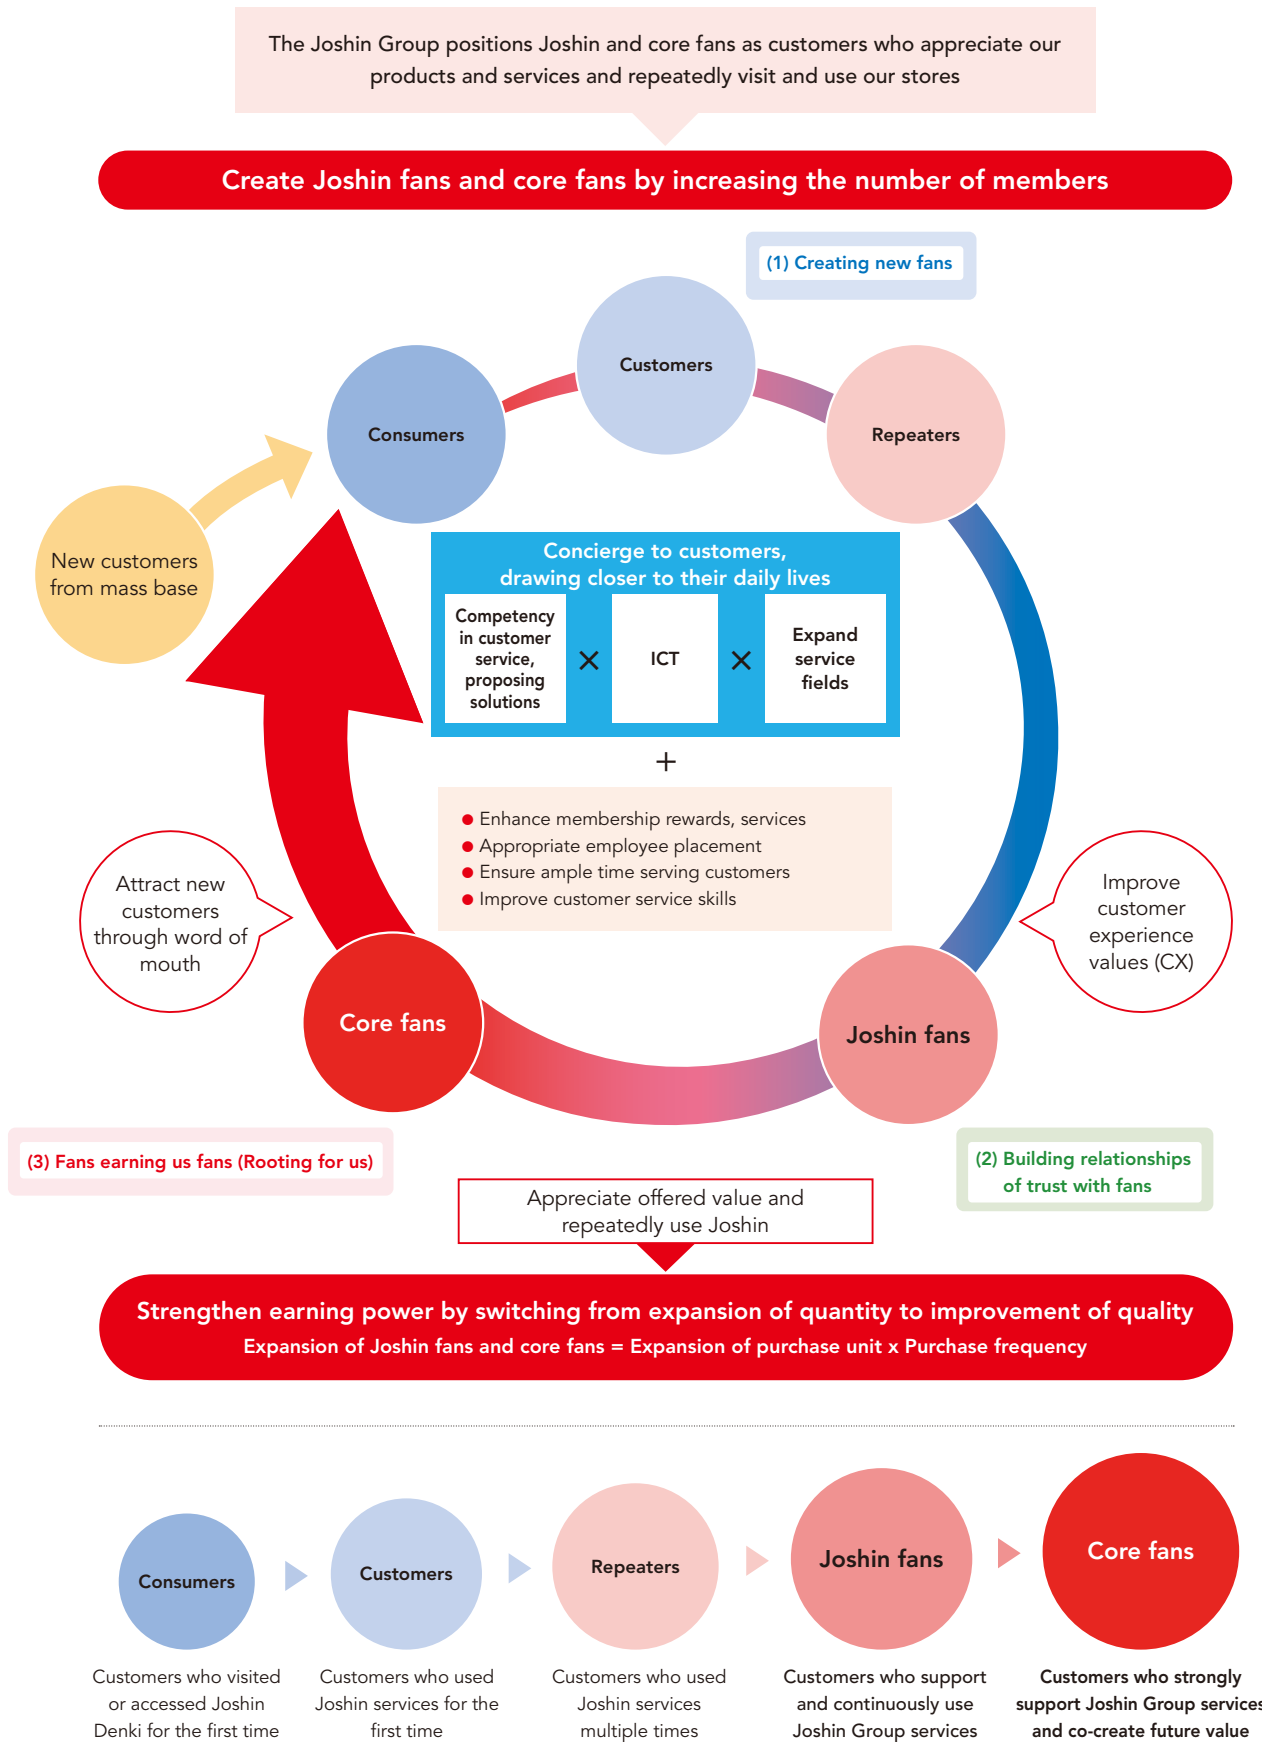 The Joshin Group positions Joshin and core fans as customers who appreciate our
products and services and repeatedly visit and use our stores
Create Joshin fans and core fans by increasing the number of members
(1) Creating new fans
Customers
Consumers
Repeaters
New customers
from mass base
Concierge to customers,
drawing closer to their daily lives
Competency
in customer
service,
proposing
solutions
×
ICT
×
Expand
service
fields
+
● Enhance membership rewards, services
● Appropriate employee placement
● Ensure ample time serving customers
● Improve customer service skills
Attract new
customers
through word of
mouth
Improve
customer
experience
values (CX)
Core fans
Joshin fans
(3) Fans earning us fans (Rooting for us)
(2) Building relationships
of trust with fans
Appreciate offered value and
repeatedly use Joshin
Strengthen earning power by switching from expansion of quantity to improvement of quality
Expansion of Joshin fans and core fans = Expansion of purchase unit x Purchase frequency
Consumers
Customers
Repeaters
Joshin fans
Core fans
Customers who visited
or accessed Joshin
Denki for the first time
Customers who used
Joshin services for the
first time
Customers who used
Joshin services
multiple times
Customers who support
and continuously use
Joshin Group services
Customers who strongly
support Joshin Group services
and co-create future value